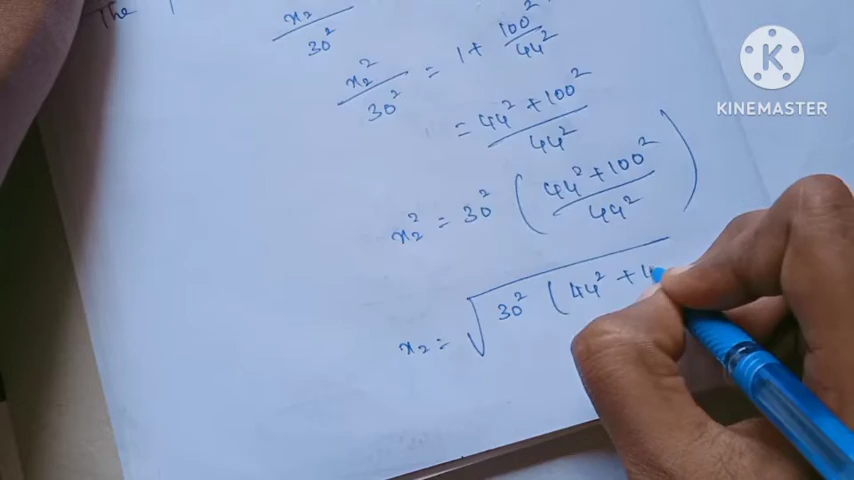 The
x₂² / 30²
x₂² / 30² = 1 + 100² / 44²
= 44² + 100² / 44²
x₂² = 30² ( 44² + 100² / 44² )
x₂ = √ 30² ( 44² + 1
K
KINEMASTER